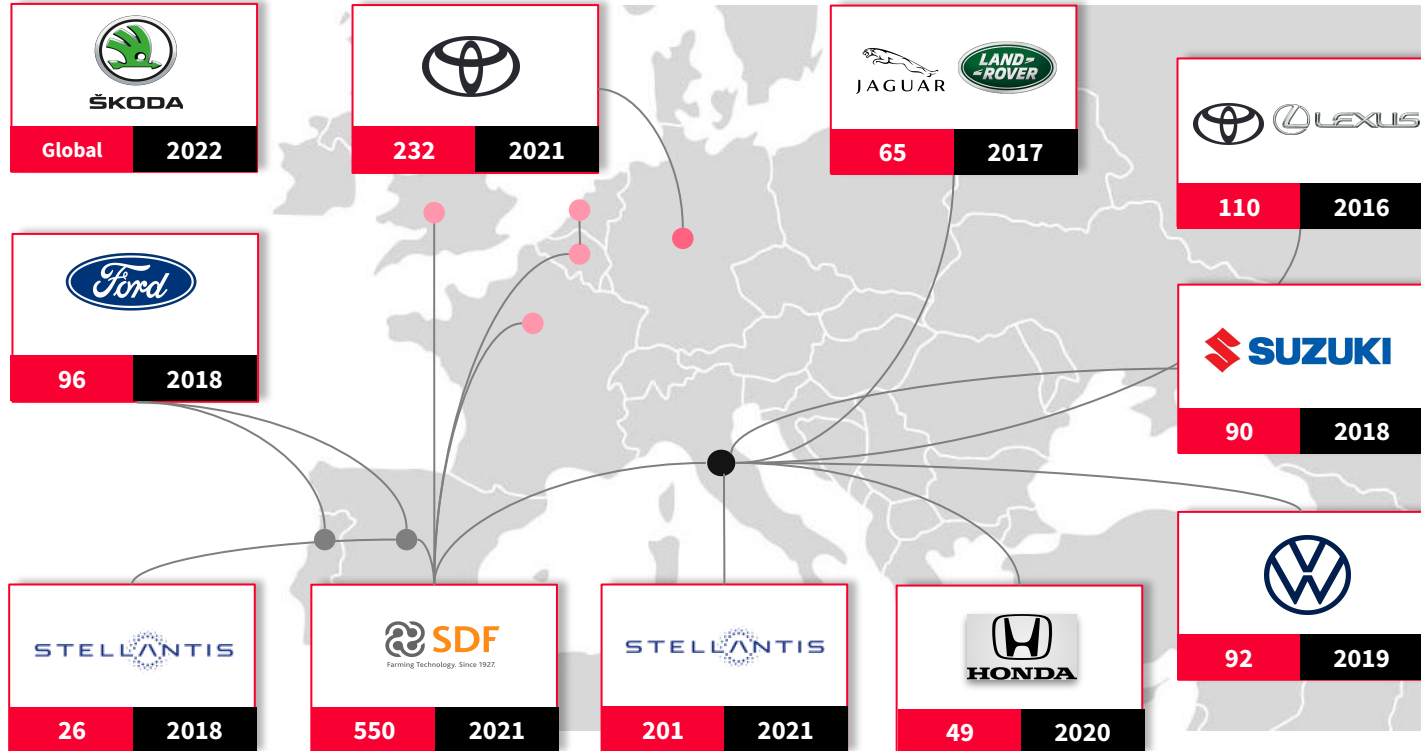 ŠKODA
Global 2022
232 2021
JAGUAR
LAND-
-ROVER
65 2017
LEXUS
110 2016
Ford
96 2018
SUZUKI
90 2018
92 2019
STELLANTIS
26 2018
SDF
Farming Technology. Since 1927.
550 2021
STELLANTIS
201 2021
HONDA
49 2020